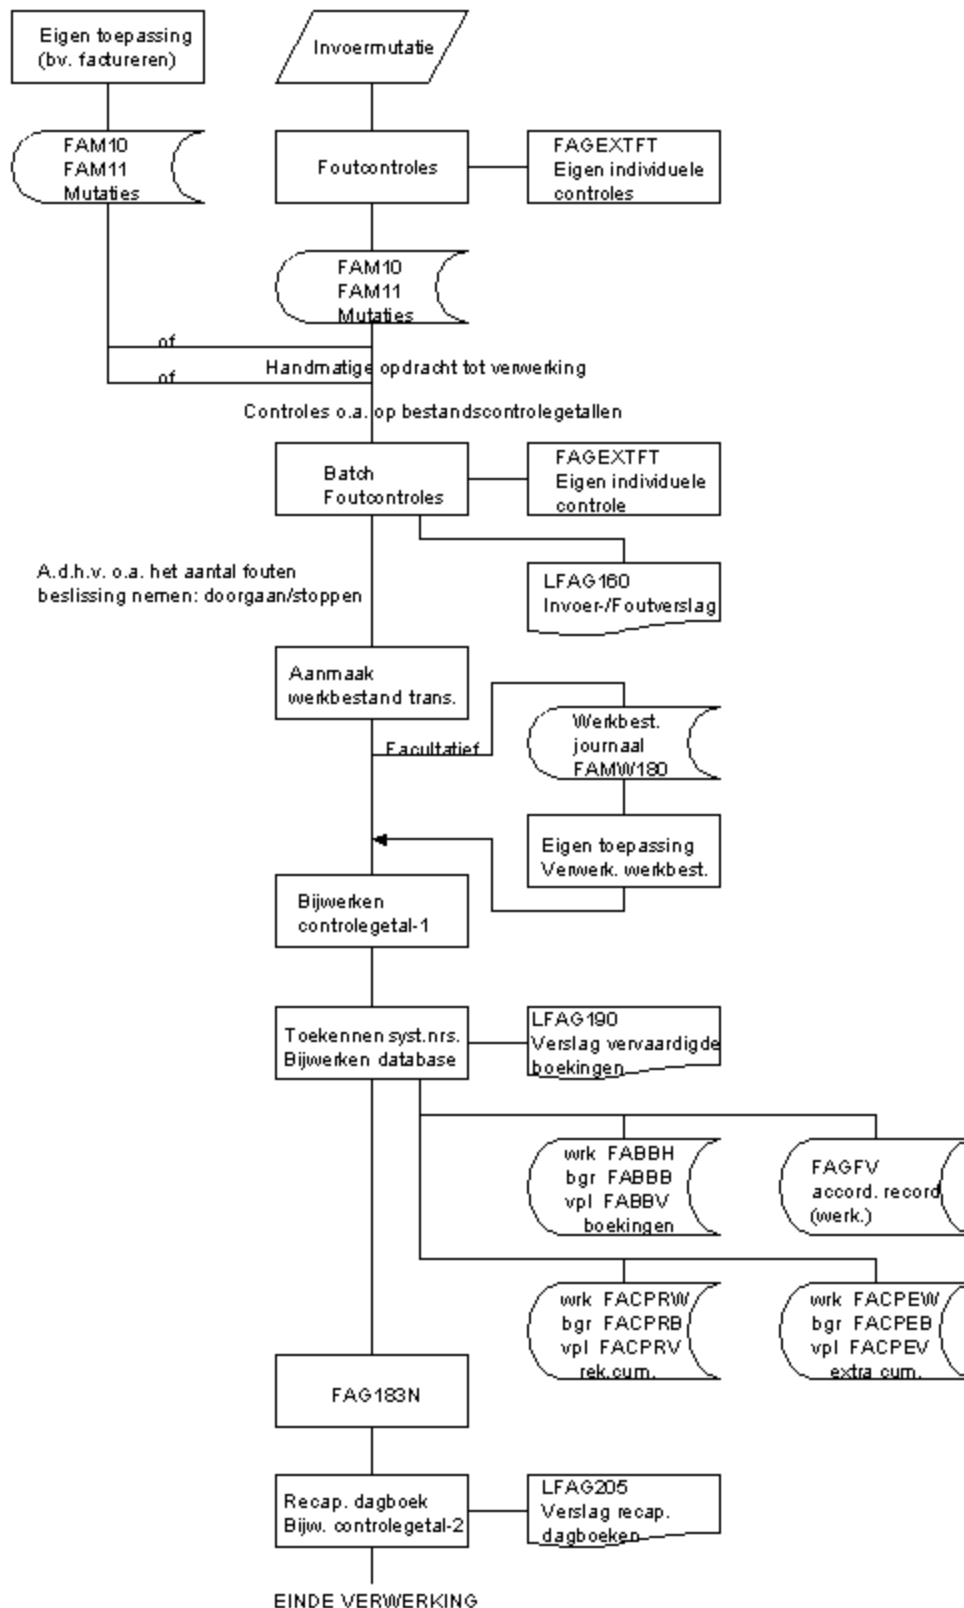 Eigen toepassing
(bv. factureren)
Invoermutatie
FAM10
FAM11
Mutaties
Foutcontroles
FAGEXTFT
Eigen individuele
controles
FAM10
FAM11
Mutaties
of
Handmatige opdracht tot verwerking
of
Controles o.a. op bestandscontrolegetallen
Batch
Foutcontroles
FAGEXTFT
Eigen individuele
controle
A.d.h.v. o.a. het aantal fouten
beslissing nemen: doorgaan/stoppen
LFAG160
Invoer-/Foutverslag
Aanmaak
werkbestand trans.
Facultatief
Werkbest.
journaal
FAMW180
Eigen toepassing
Verwerk. werkbest.
Bijwerken
controlegetal-1
Toekennen syst.nrs.
Bijwerken database
LFAG190
Verslag vervaardigde
boekingen
wrk FABBH
bgr FABBB
vpl FABBV
boekingen
FAGFV
accord. record
(werk.)
wrk FACPRW
bgr FACPRB
vpl FACPRV
rek.cum.
wrk FACPEW
bgr FACPEB
vpl FACPEV
extra cum.
FAG183N
Recap. dagboek
Bijw. controlegetal-2
LFAG205
Verslag recap.
dagboeken
EINDE VERWERKING